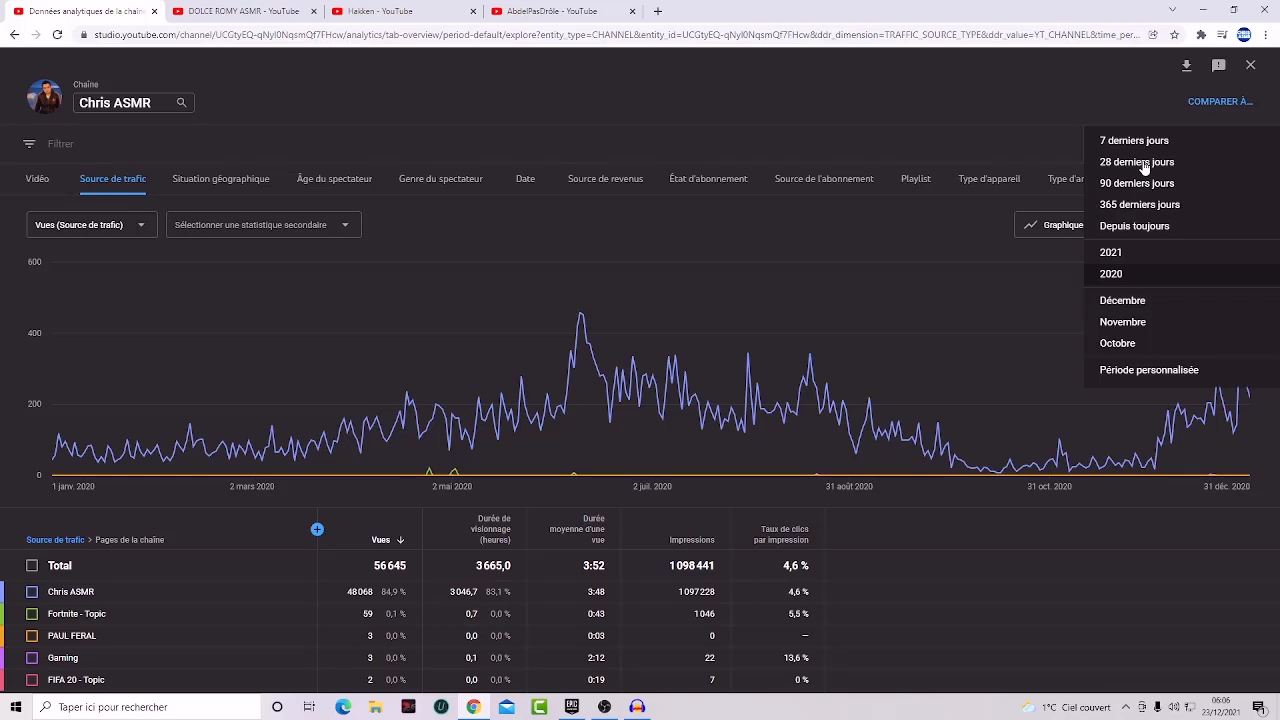 Données analytiques de la chaîne
DOLCE ROMY ASMR - YouTube
Hakken - YouTube
AbdelPasDrôle - YouTube
studio.youtube.com/channel/UCGtyEQ-qNyl0NqsmQf7FHcw/analytics/tab-overview/period-default/explore?entity_type=CHANNEL&entity_id=UCGtyEQ-qNyl0NqsmQf7FHcw&ddr_dimension=TRAFFIC_SOURCE_TYPE&ddr_value=YT_CHANNEL&time_per...
Chaîne
Chris ASMR
COMPARER À...
Filtrer
7 derniers jours
28 derniers jours
90 derniers jours
365 derniers jours
Depuis toujours
2021
2020
Décembre
Novembre
Octobre
Période personnalisée
Vidéo Source de trafic Situation géographique Âge du spectateur Genre du spectateur Date Source de revenus État d'abonnement Source de l'abonnement Playlist Type d'appareil Type d'ar
Vues (Source de trafic) Sélectionner une statistique secondaire Graphique
600
400
200
0
1 janv. 2020 2 mars 2020 2 mai 2020 2 juil. 2020 31 août 2020 31 oct. 2020 31 déc. 2020
Source de trafic > Pages de la chaîne
Vues
Durée de
visionnage
(heures)
Durée
moyenne d'une
vue
Impressions
Taux de clics
par impression
Total 56 645 3 665,0 3:52 1 098 441 4,6 %
Chris ASMR 48 068 84,9 % 3 046,7 83,1 % 3:48 1 097 228 4,6 %
Fortnite - Topic 59 0,1 % 0,7 0,0 % 0:43 1 046 5,5 %
PAUL FERAL 3 0,0 % 0,0 0,0 % 0:03 0 —
Gaming 3 0,0 % 0,1 0,0 % 2:12 22 13,6 %
FIFA 20 - Topic 2 0,0 % 0,0 0,0 % 0:19 7 0 %
Taper ici pour rechercher
1°C Ciel couvert
06:06
23/12/2021